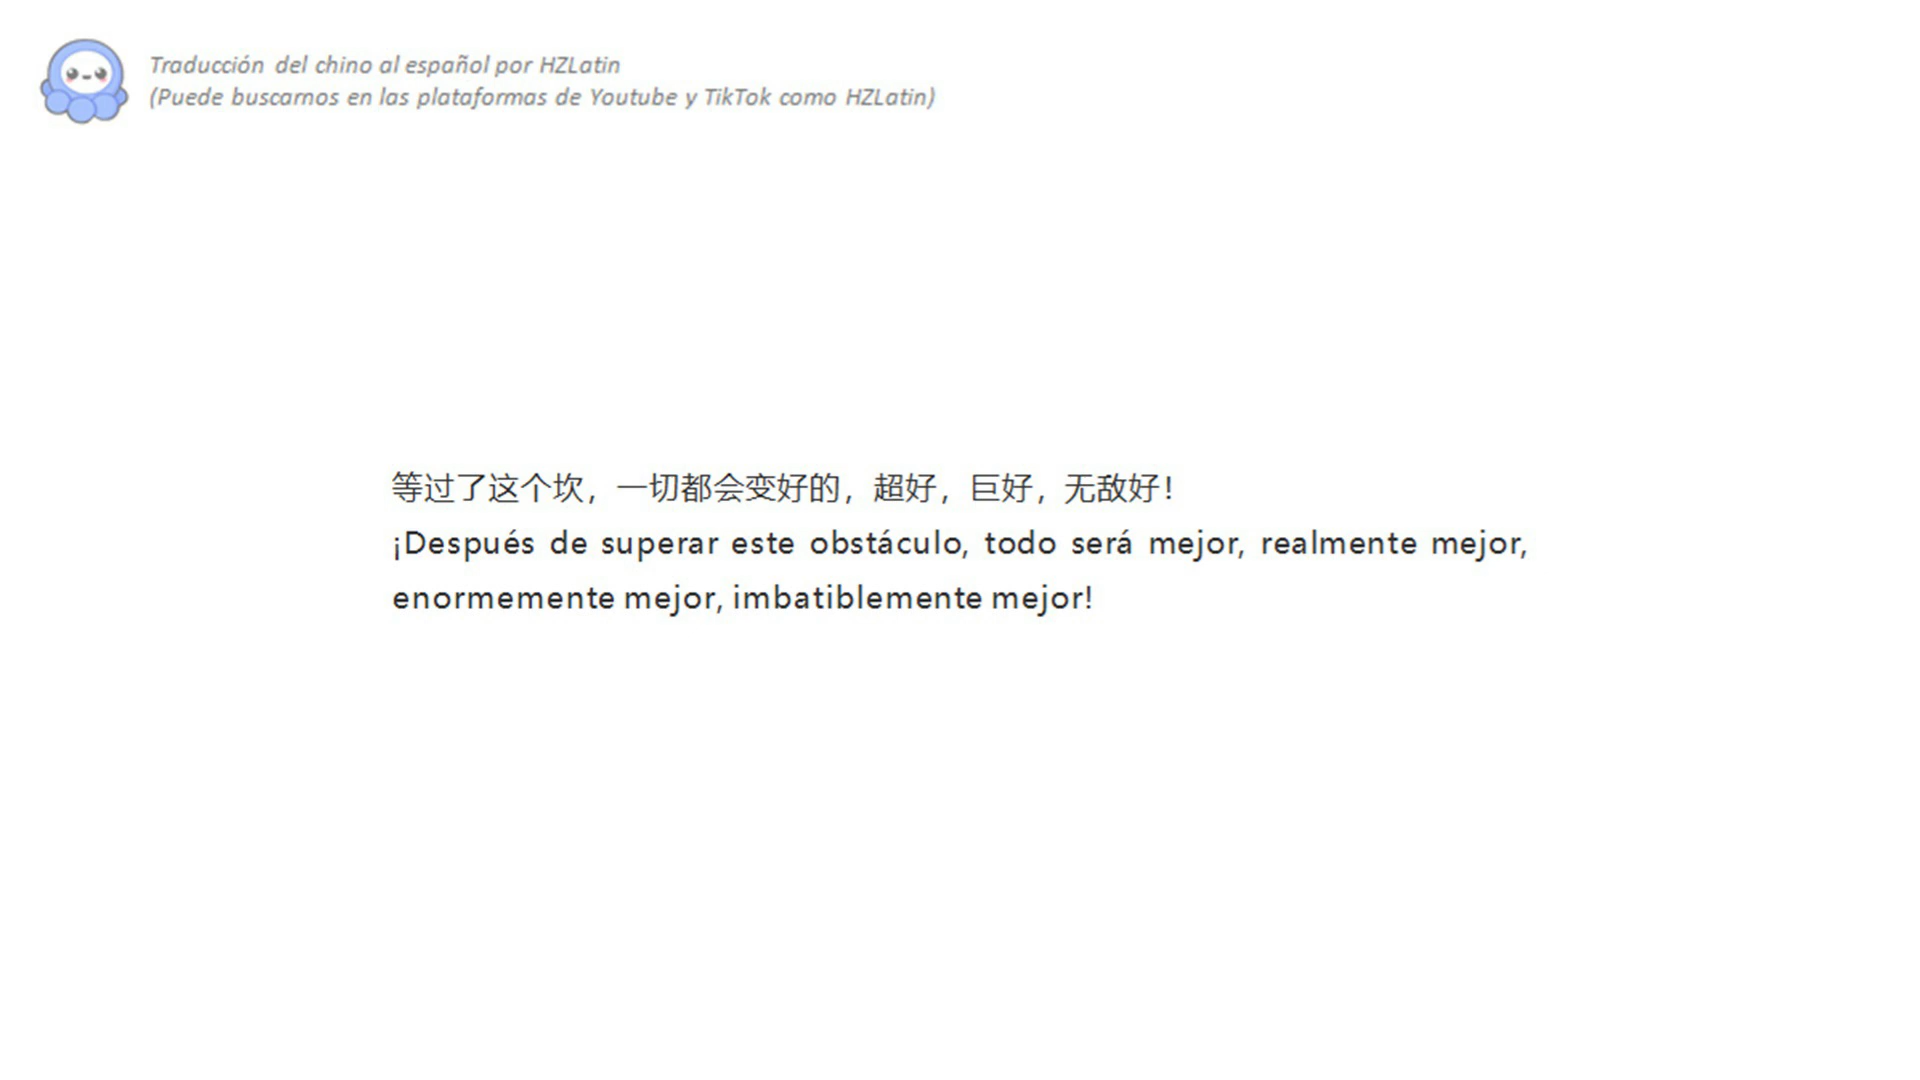 Traducción del chino al español por HZLatin
(Puede buscarnos en las plataformas de Youtube y TikTok como HZLatin)
等过了这个坎，一切都会变好的，超好，巨好，无敌好！
¡Después de superar este obstáculo, todo será mejor, realmente mejor,
enormemente mejor, imbatiblemente mejor!